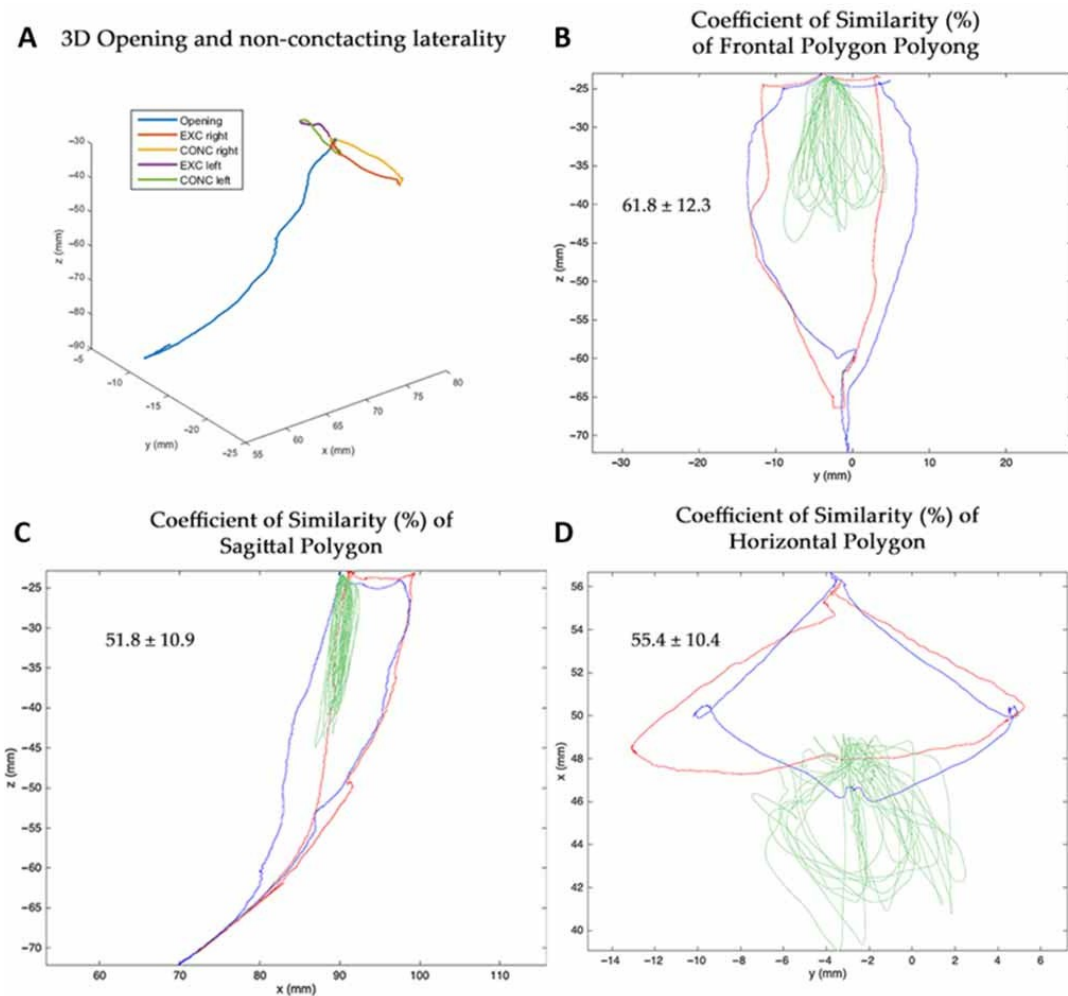 A 3D Opening and non-conctacting laterality
Opening
EXC right
CONC right
EXC left
CONC left
-30
-40
-50
-60
-70
-80
-90
z (mm)
-5
-10
-15
-20
-25
y (mm)
55
60
65
70
75
80
x (mm)
B Coefficient of Similarity (%)
of Frontal Polygon Polyong
61.8 ± 12.3
-25
-30
-35
-40
-45
-50
-55
-60
-65
-70
z (mm)
-30 -20 -10 0 10 20
y (mm)
C Coefficient of Similarity (%) of
Sagittal Polygon
51.8 ± 10.9
-25
-30
-35
-40
-45
-50
-55
-60
-65
-70
z (mm)
60 70 80 90 100 110
x (mm)
D Coefficient of Similarity (%) of
Horizontal Polygon
55.4 ± 10.4
56
54
52
50
48
46
44
42
40
x (mm)
-14 -12 -10 -8 -6 -4 -2 0 2 4 6
y (mm)